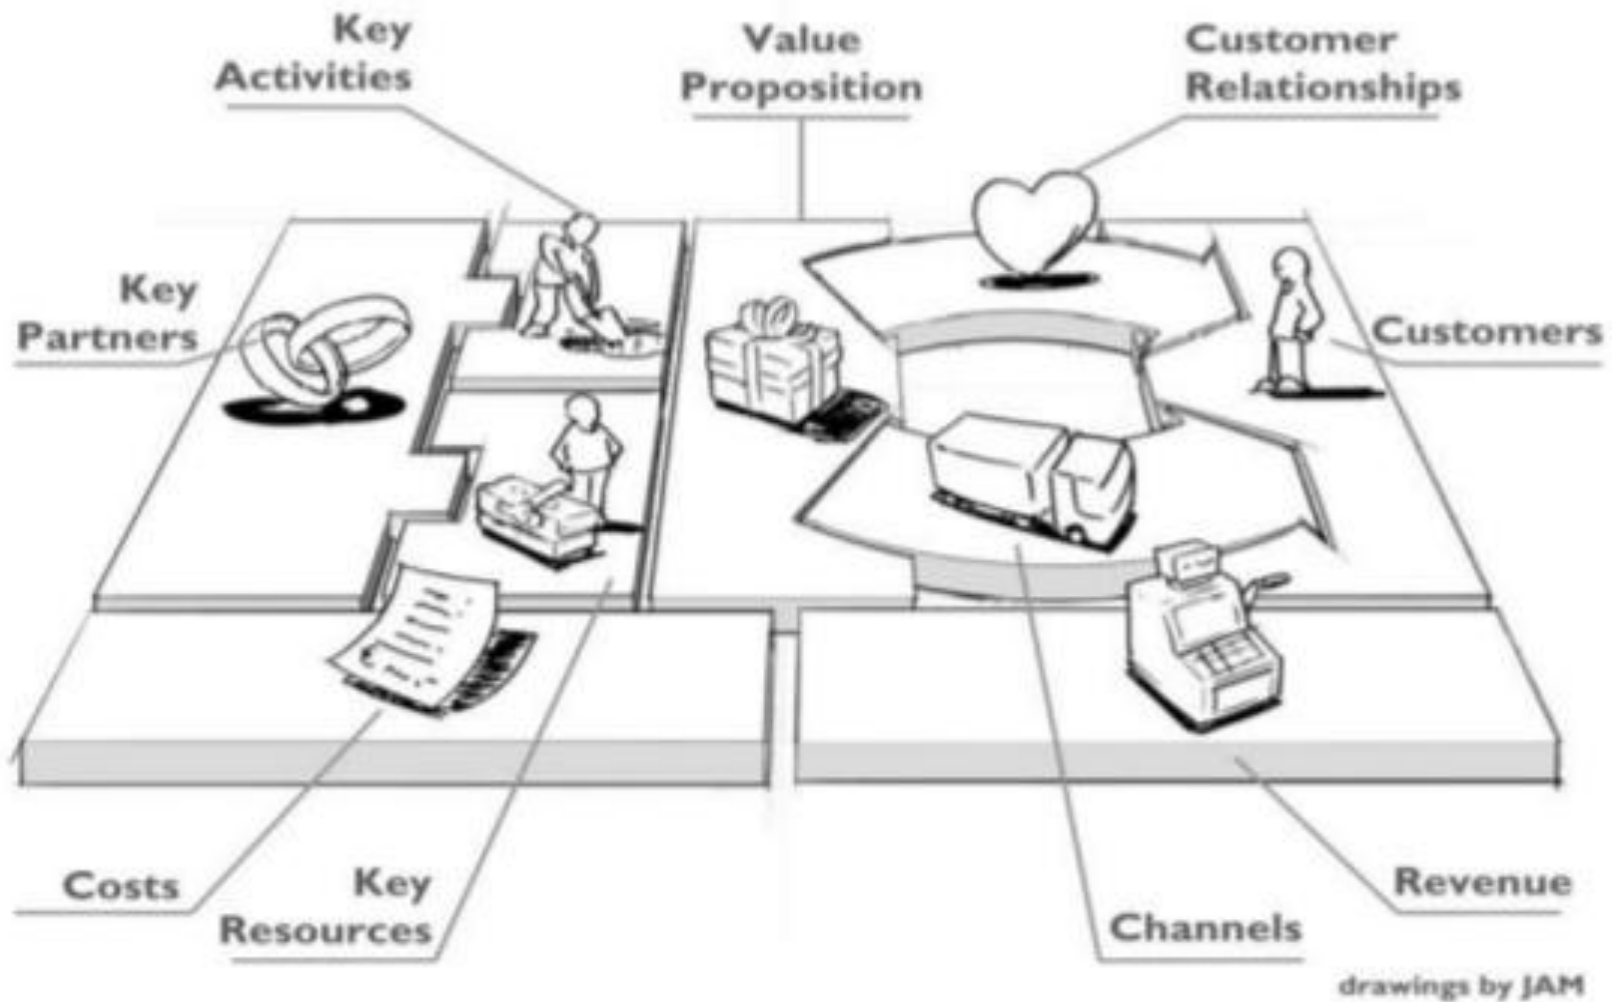 Key
Activities
Value
Proposition
Customer
Relationships
Key
Partners
Customers
Costs
Key
Resources
Channels
Revenue
drawings by JAM